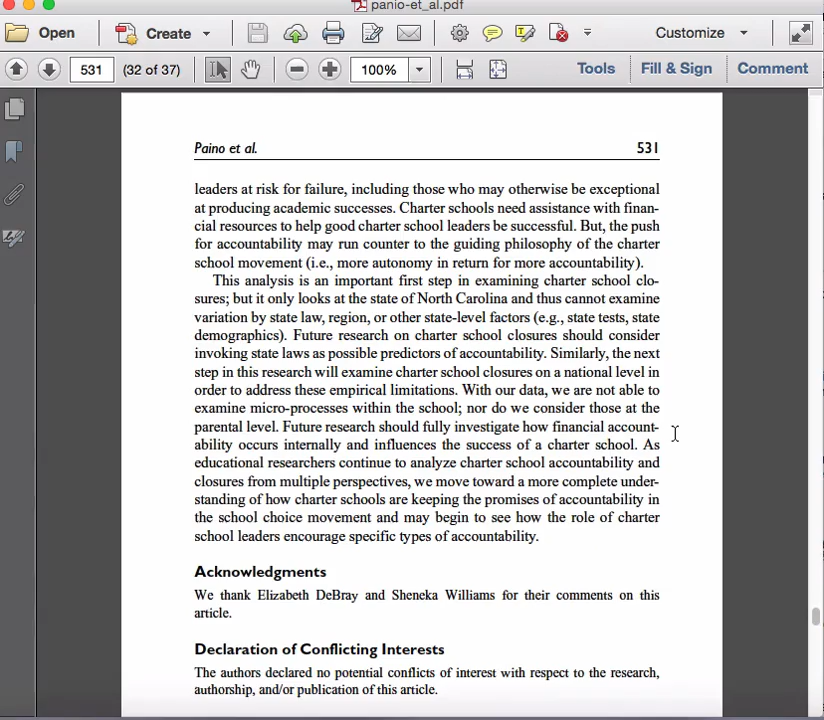 panio-et_al.pdf
Open Create Customize
531 (32 of 37) 100% Tools Fill & Sign Comment
Paino et al. 531
leaders at risk for failure, including those who may otherwise be exceptional
at producing academic successes. Charter schools need assistance with finan-
cial resources to help good charter school leaders be successful. But, the push
for accountability may run counter to the guiding philosophy of the charter
school movement (i.e., more autonomy in return for more accountability).
This analysis is an important first step in examining charter school clo-
sures; but it only looks at the state of North Carolina and thus cannot examine
variation by state law, region, or other state-level factors (e.g., state tests, state
demographics). Future research on charter school closures should consider
invoking state laws as possible predictors of accountability. Similarly, the next
step in this research will examine charter school closures on a national level in
order to address these empirical limitations. With our data, we are not able to
examine micro-processes within the school; nor do we consider those at the
parental level. Future research should fully investigate how financial account-
ability occurs internally and influences the success of a charter school. As
educational researchers continue to analyze charter school accountability and
closures from multiple perspectives, we move toward a more complete under-
standing of how charter schools are keeping the promises of accountability in
the school choice movement and may begin to see how the role of charter
school leaders encourage specific types of accountability.
Acknowledgments
We thank Elizabeth DeBray and Sheneka Williams for their comments on this
article.
Declaration of Conflicting Interests
The authors declared no potential conflicts of interest with respect to the research,
authorship, and/or publication of this article.